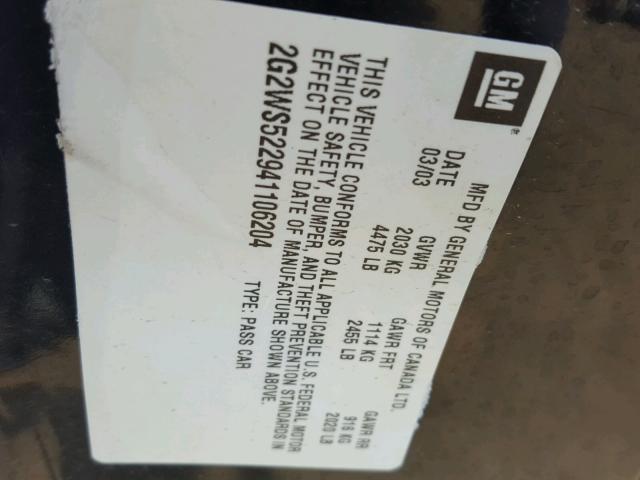 GM
MFD BY GENERAL MOTORS OF CANADA LTD.
DATE GVWR GAWR FRT GAWR RR
03/03 2030 KG 1114 KG 916 KG
4475 LB 2455 LB 2020 LB
THIS VEHICLE CONFORMS TO ALL APPLICABLE U.S. FEDERAL MOTOR
VEHICLE SAFETY, BUMPER, AND THEFT PREVENTION STANDARDS IN
EFFECT ON THE DATE OF MANUFACTURE SHOWN ABOVE.
2G2WS522941106204 TYPE: PASS CAR